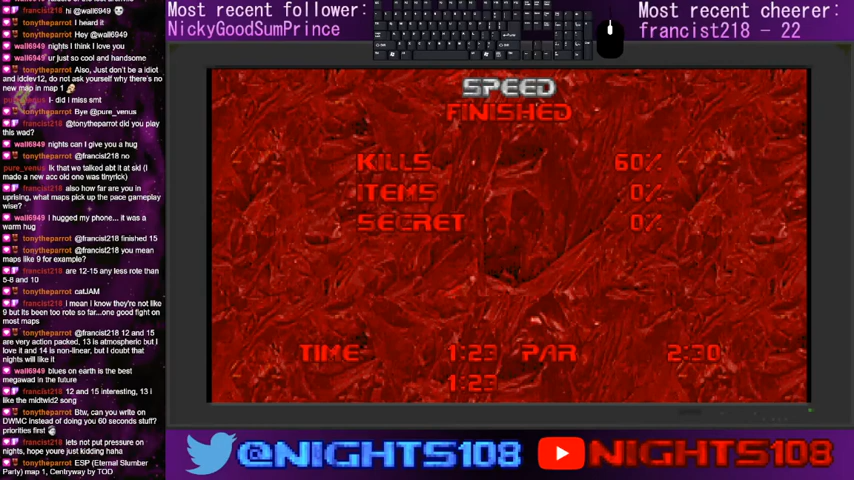 francist218 hi @wall6949
tonytheparrot I heard it
tonytheparrot Hey @wall6949
wall6949 nights I think I love you
wall6949 ur just so cool and handsome
tonytheparrot Also, Just don't be a idiot
and iddlev12, do not ask yourself why there's no
new map in map 1
pure_venus I- did I miss smt
tonytheparrot Bye @pure_venus
francist218 @tonytheparrot did you play
this wad?
wall6949 nights can I give you a hug
tonytheparrot @francist218 no
pure_venus Ik that we talked abt it at skl (I
made a new acc old one was tinyrick)
francist218 also how far are you in
uprising, what maps pick up the pace gameplay
wise?
wall6949 I hugged my phone... it was a
warm hug
tonytheparrot @francist218 finished 15
tonytheparrot @francist218 you mean
maps like 9 for example?
francist218 are 12-15 any less rote than
5-8 and 10
tonytheparrot catJAM
francist218 I mean I know they're not like
9 but its been too rote so far...one good fight on
most maps
tonytheparrot @francist218 12 and 15
are very action packed, 13 is atmospheric but I
love it and 14 is non-linear, but I doubt that
nights will like it
wall6949 blues on earth is the best
megawad in the future
francist218 12 and 15 interesting, 13 i
like the midtwid2 song
tonytheparrot Btw, can you write on
DWMC instead of doing you 60 seconds stuff?
priorities first
francist218 lets not put pressure on
nights, hope youre just kidding haha
tonytheparrot ESP (Eternal Slumber
Party) map 1, Centryway by TOD
Most recent follower:
NickyGoodSumPrince
Most recent cheerer:
francist218 - 22
SPEED
FINISHED
KILLS 60%
ITEMS 0%
SECRET 0%
TIME 1:23 PAR 2:30
1:23
@NIGHTS108 NIGHTS108